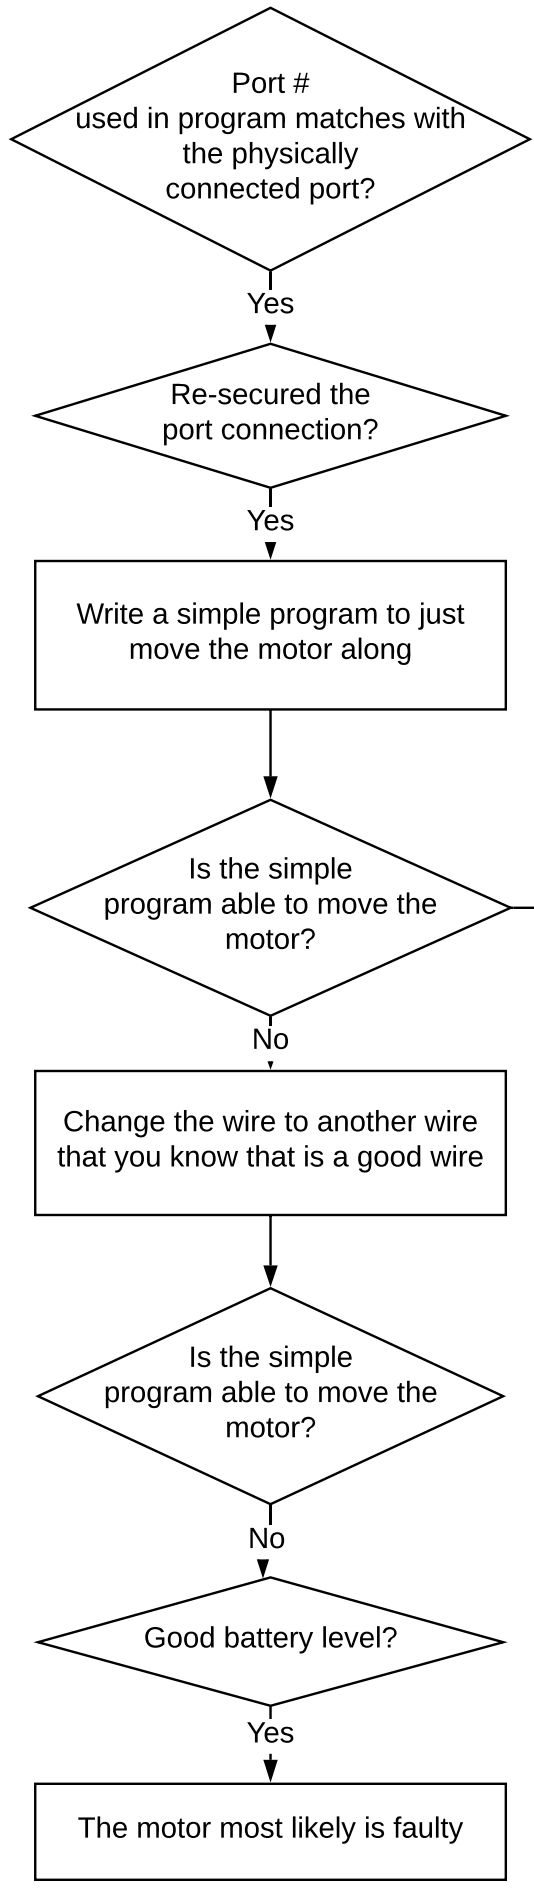 Port #
used in program matches with
the physically
connected port?
Yes
Re-secured the
port connection?
Yes
Write a simple program to just
move the motor along
Is the simple
program able to move the
motor?
No
Change the wire to another wire
that you know that is a good wire
Is the simple
program able to move the
motor?
No
Good battery level?
Yes
The motor most likely is faulty